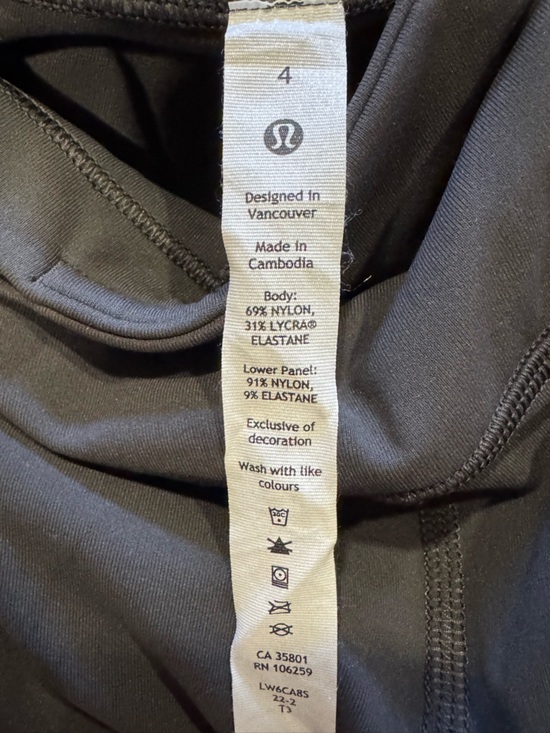 4
Designed in
Vancouver
Made in
Cambodia
Body:
69% NYLON,
31% LYCRA®
ELASTANE
Lower Panel:
91% NYLON,
9% ELASTANE
Exclusive of
decoration
Wash with like
colours
CA 35801
RN 106259
LW6CA8S
22-2
T3